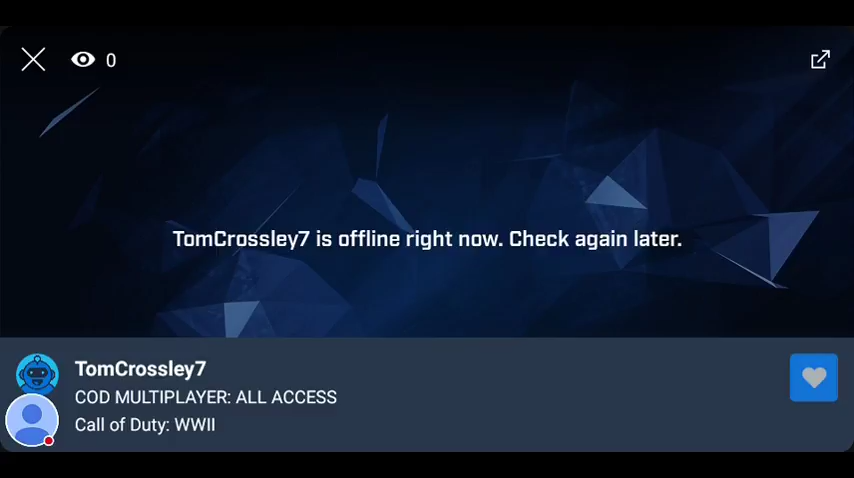 0
TomCrossley7 is offline right now. Check again later.
TomCrossley7
COD MULTIPLAYER: ALL ACCESS
Call of Duty: WWII